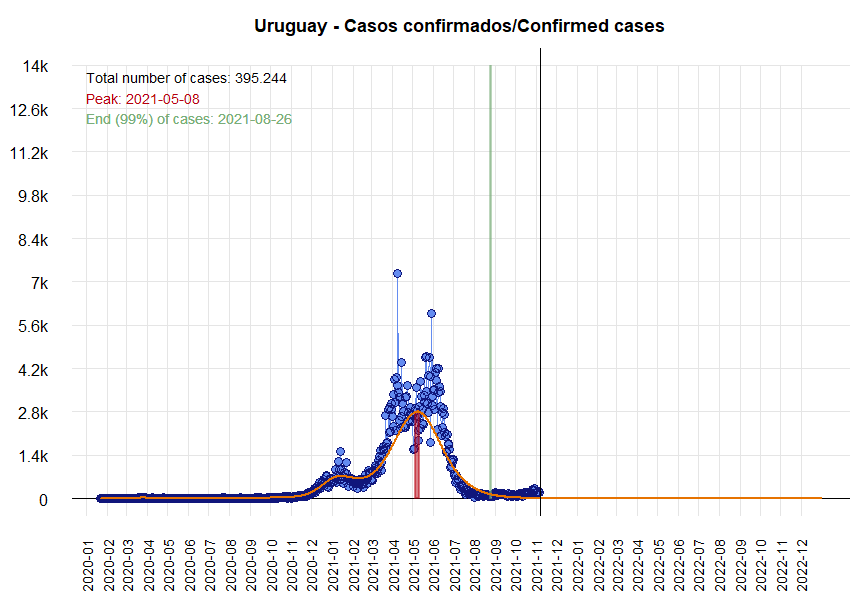 Uruguay - Casos confirmados/Confirmed cases
14k
12.6k
11.2k
9.8k
8.4k
7k
5.6k
4.2k
2.8k
1.4k
0
Total number of cases: 395.244
Peak: 2021-05-08
End (99%) of cases: 2021-08-26
2020-01
2020-02
2020-03
2020-04
2020-05
2020-06
2020-07
2020-08
2020-09
2020-10
2020-11
2020-12
2021-01
2021-02
2021-03
2021-04
2021-05
2021-06
2021-07
2021-08
2021-09
2021-10
2021-11
2021-12
2022-01
2022-02
2022-03
2022-04
2022-05
2022-06
2022-07
2022-08
2022-09
2022-10
2022-11
2022-12